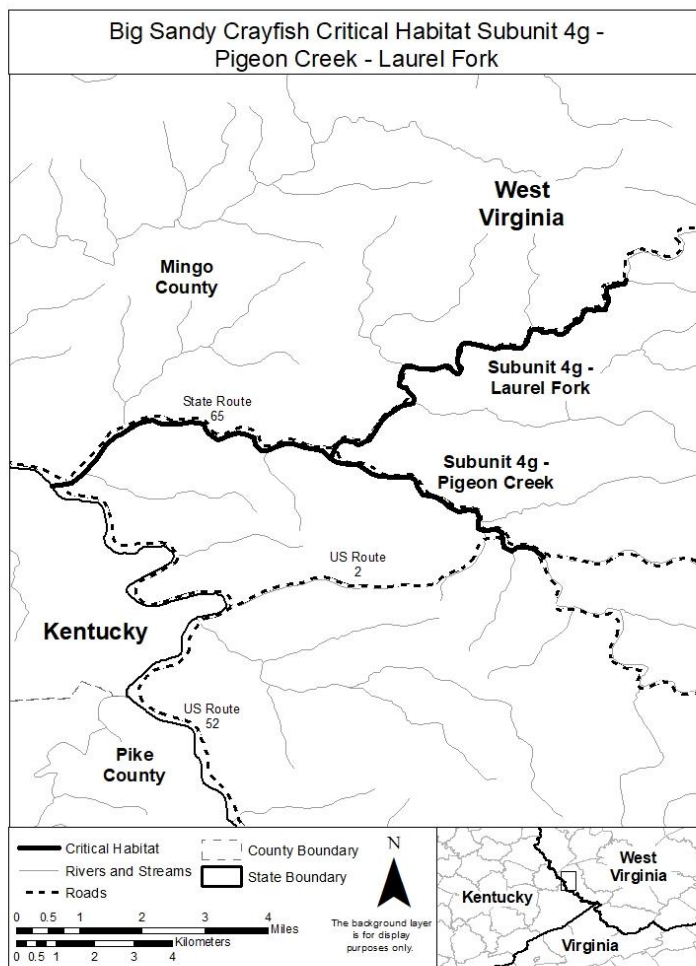 Big Sandy Crayfish Critical Habitat Subunit 4g -
Pigeon Creek - Laurel Fork
West
Virginia
Mingo
County
Subunit 4g -
Laurel Fork
State Route
65
Subunit 4g -
Pigeon Creek
US Route
2
Kentucky
US Route
52
Pike
County
Critical Habitat
Rivers and Streams
Roads
County Boundary
State Boundary
N
The background layer
is for display
purposes only.
0 0.5 1 2 3 4
Miles
Kilometers
0 0.5 1 2 3 4
West
Virginia
Kentucky
Virginia